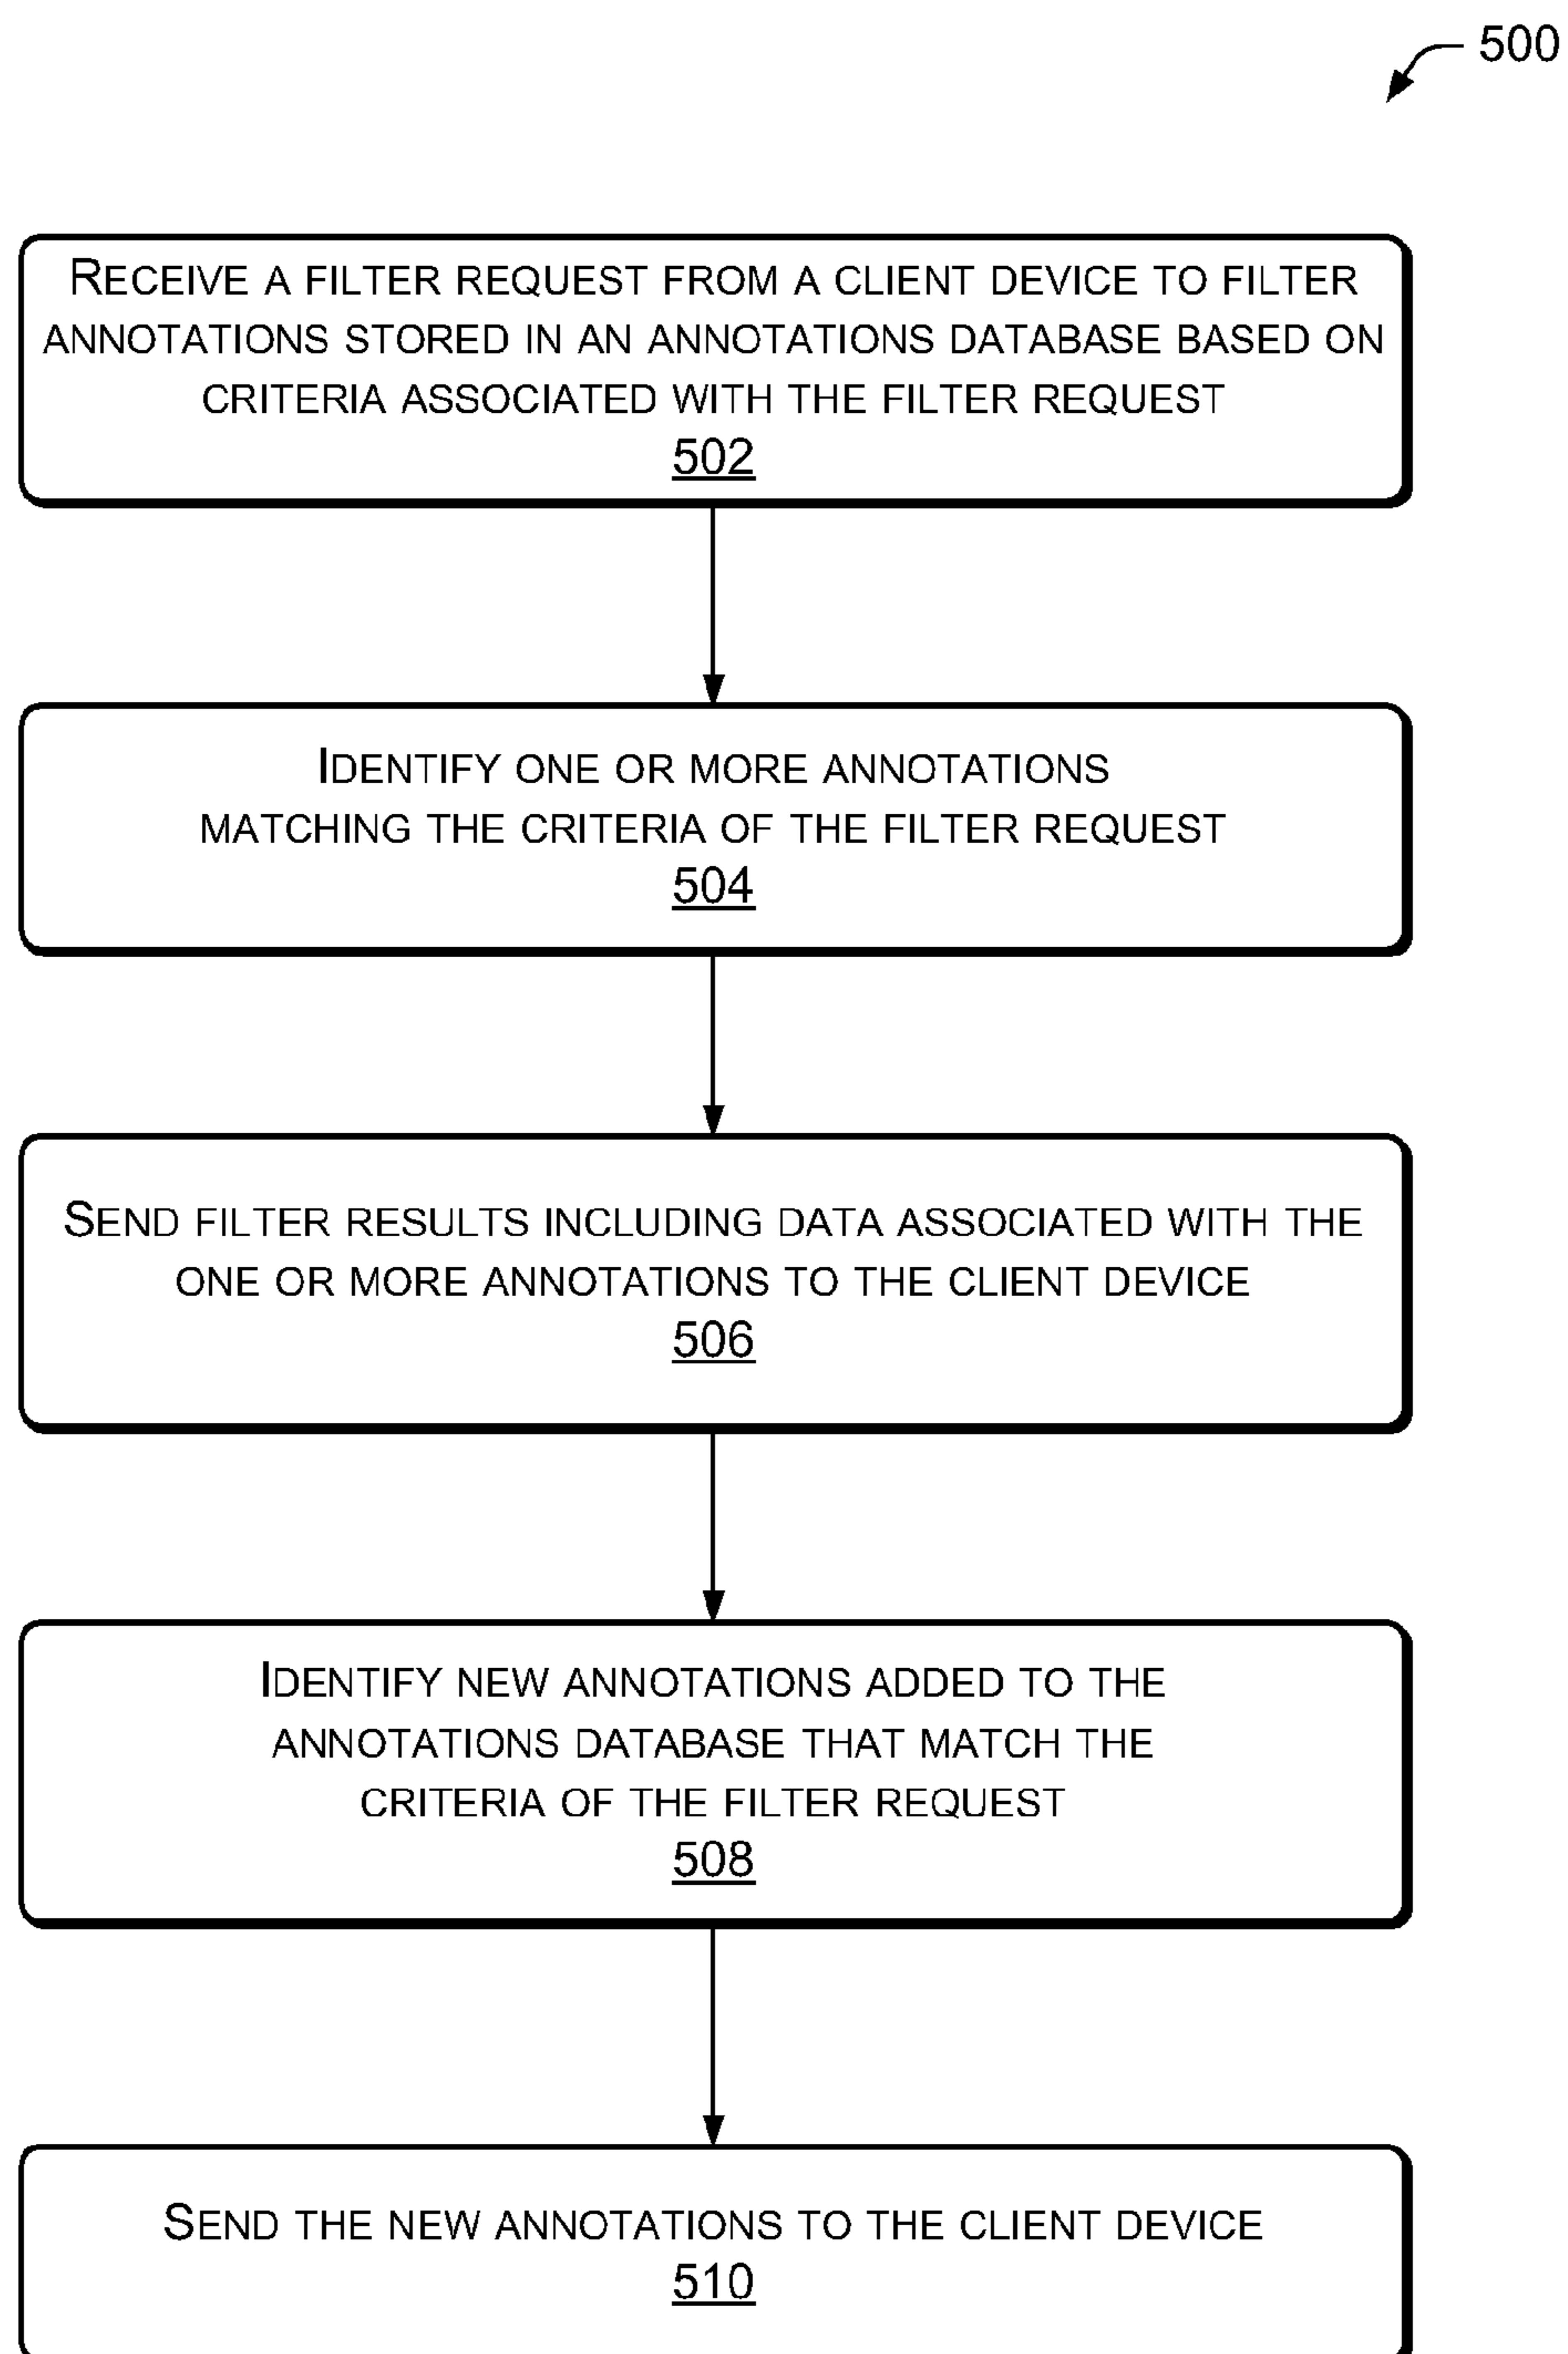 500
RECEIVE A FILTER REQUEST FROM A CLIENT DEVICE TO FILTER
ANNOTATIONS STORED IN AN ANNOTATIONS DATABASE BASED ON
CRITERIA ASSOCIATED WITH THE FILTER REQUEST
502
IDENTIFY ONE OR MORE ANNOTATIONS
MATCHING THE CRITERIA OF THE FILTER REQUEST
504
SEND FILTER RESULTS INCLUDING DATA ASSOCIATED WITH THE
ONE OR MORE ANNOTATIONS TO THE CLIENT DEVICE
506
IDENTIFY NEW ANNOTATIONS ADDED TO THE
ANNOTATIONS DATABASE THAT MATCH THE
CRITERIA OF THE FILTER REQUEST
508
SEND THE NEW ANNOTATIONS TO THE CLIENT DEVICE
510